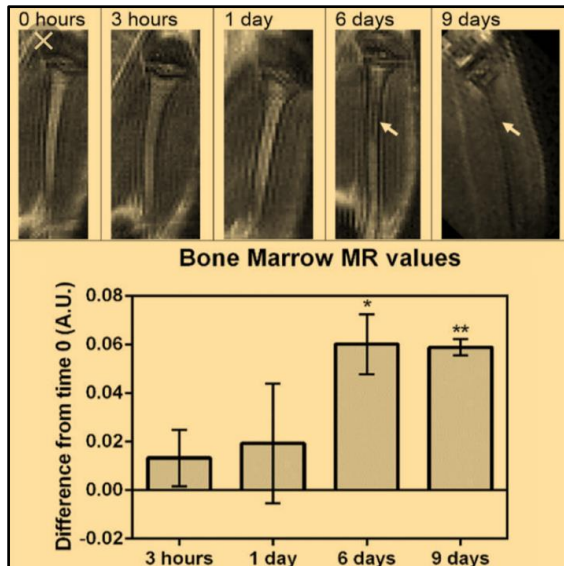 0 hours 3 hours 1 day 6 days 9 days
Bone Marrow MR values
Difference from time 0 (A.U.)
0.08
0.06
0.04
0.02
0.00
-0.02
* **
3 hours 1 day 6 days 9 days